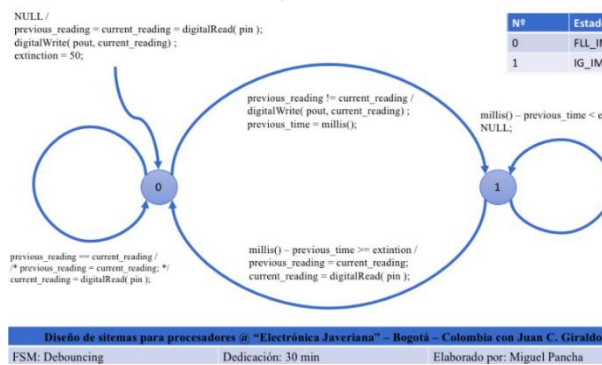 NULL /
previous_reading = current_reading = digitalRead( pin );
digitalWrite( pout, current_reading) ;
extinction = 50;
Nº Estado
0 FLL_IM
1 IG_IM
previous_reading != current_reading /
digitalWrite( pout, current_reading) ;
previous_time = millis();
millis() – previous_time < e
NULL;
0
1
previous_reading == current_reading /
/* previous_reading = current_reading; */
current_reading = digitalRead( pin );
millis() – previous_time >= extintion /
previous_reading = current_reading;
current_reading = digitalRead( pin );
Diseño de sitemas para procesadores @ “Electrónica Javeriana” – Bogotá – Colombia con Juan C. Giraldo
FSM: Debouncing Dedicación: 30 min Elaborado por: Miguel Pancha